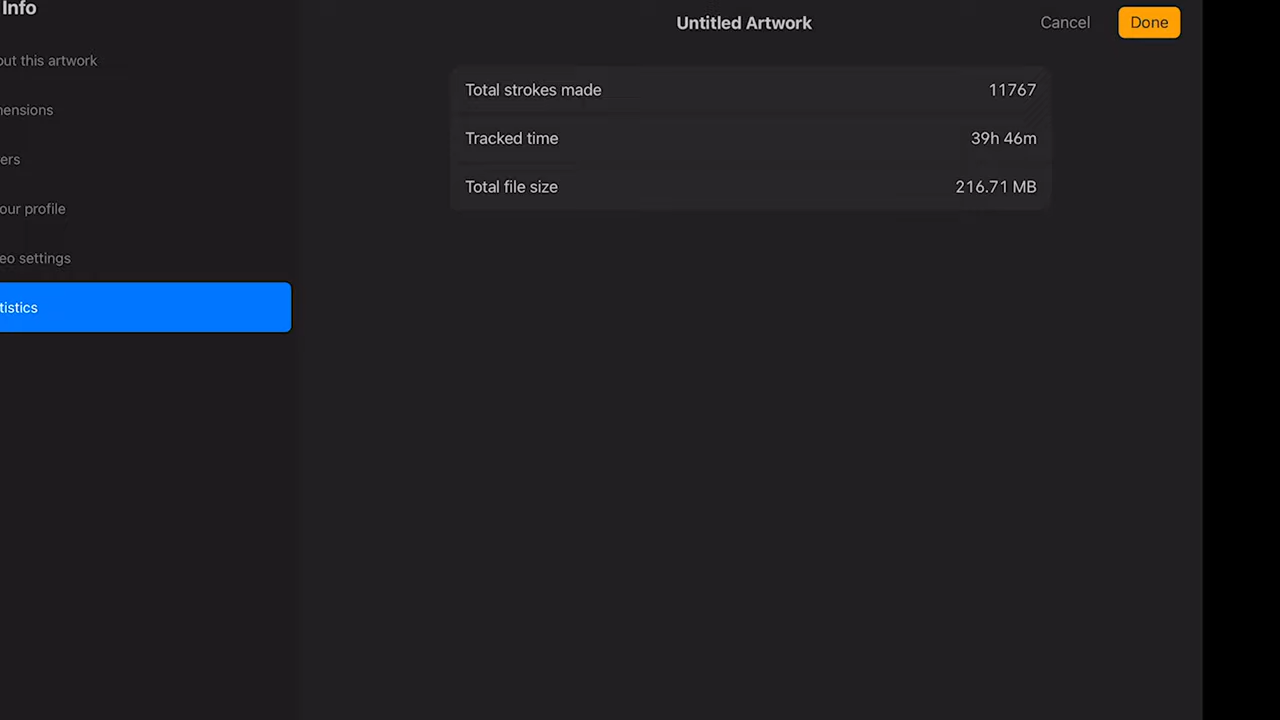 Info
out this artwork
mensions
ers
our profile
eo settings
tistics
Untitled Artwork
Cancel
Done
Total strokes made 11767
Tracked time 39h 46m
Total file size 216.71 MB